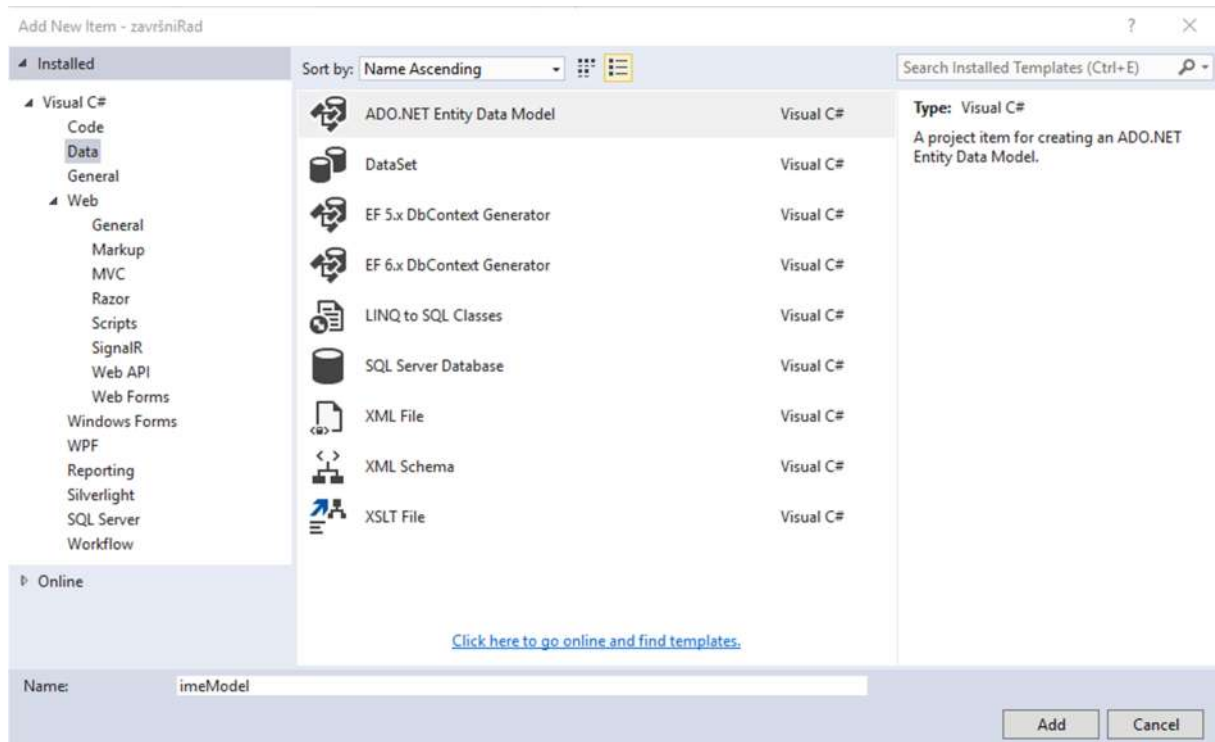 Add New Item - završniRad
?
Installed
Sort by: Name Ascending
Search Installed Templates (Ctrl+E)
Visual C#
Code
Data
General
Web
General
Markup
MVC
Razor
Scripts
SignalR
Web API
Web Forms
Windows Forms
WPF
Reporting
Silverlight
SQL Server
Workflow
Online
ADO.NET Entity Data Model Visual C#
DataSet Visual C#
EF 5.x DbContext Generator Visual C#
EF 6.x DbContext Generator Visual C#
LINQ to SQL Classes Visual C#
SQL Server Database Visual C#
XML File Visual C#
XML Schema Visual C#
XSLT File Visual C#
Click here to go online and find templates.
Type: Visual C#
A project item for creating an ADO.NET
Entity Data Model.
Name: imeModel
Add Cancel